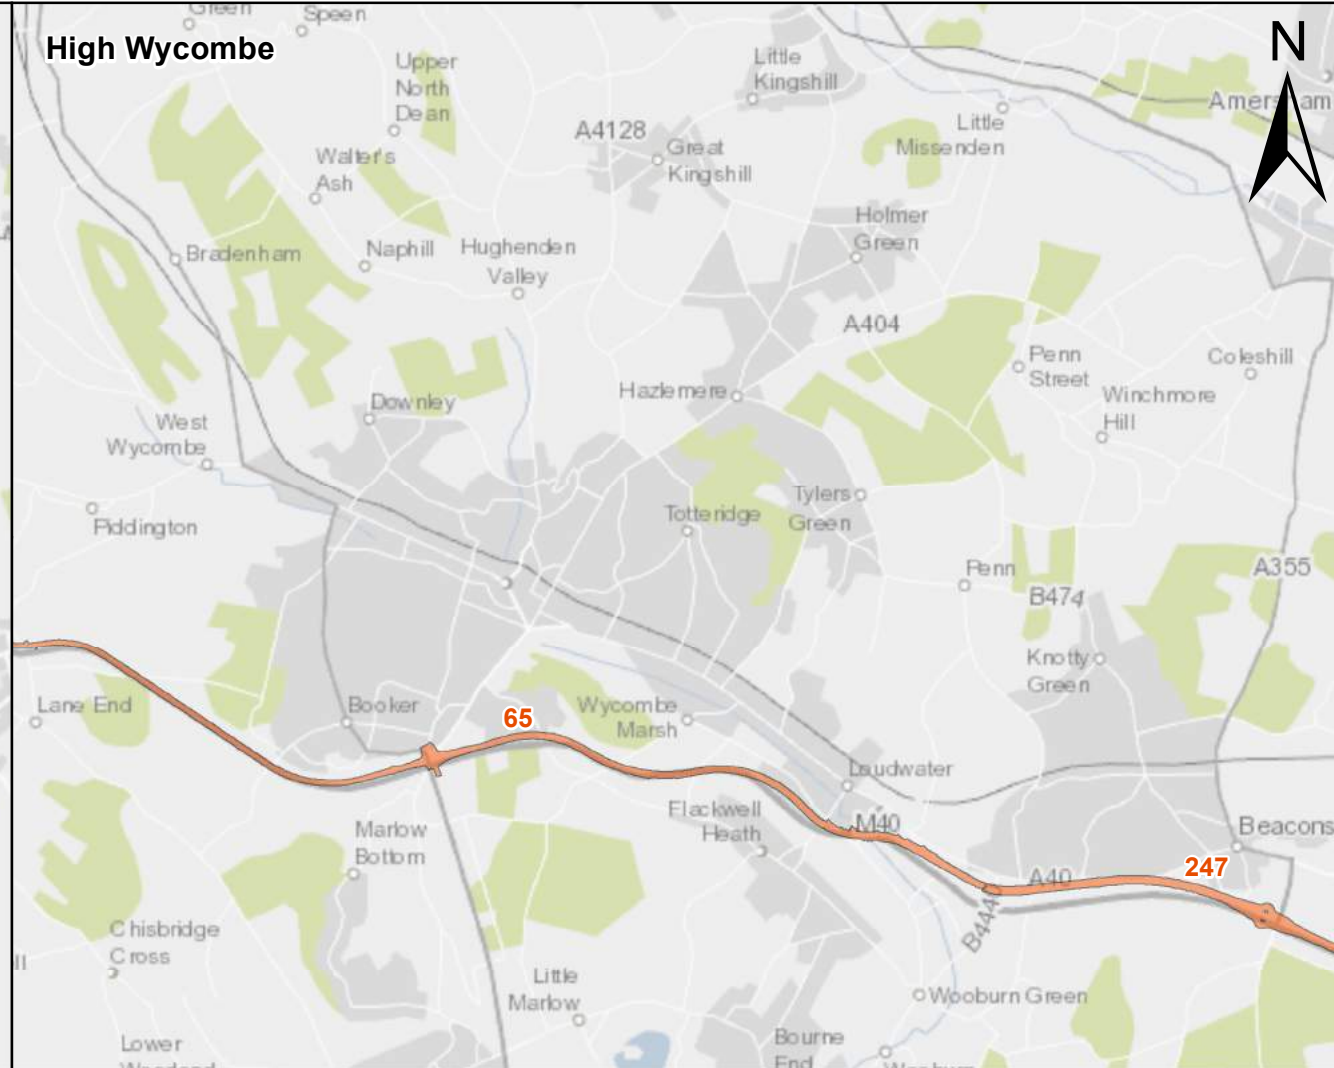 Green
Speen
High Wycombe
N
Upper
North
Dean
Little
Kingshill
Amersham
A4128
Little
Missenden
Great
Kingshill
Walter's
Ash
Holmer
Green
Bradenham
Naphill
Hughenden
Valley
A404
Penn
Street
Coleshill
Hazlemere
Winchmore
Hill
Downley
West
Wycombe
Tylers
Green
Totteridge
Piddington
Penn
A355
B474
Knotty
Green
Lane End
Booker
65
Wycombe
Marsh
Loudwater
Flackwell
Heath
M40
Marlow
Bottom
Beacons
247
A40
Chisbridge
Cross
Little
Marlow
Wooburn Green
Lower
Bourne
End